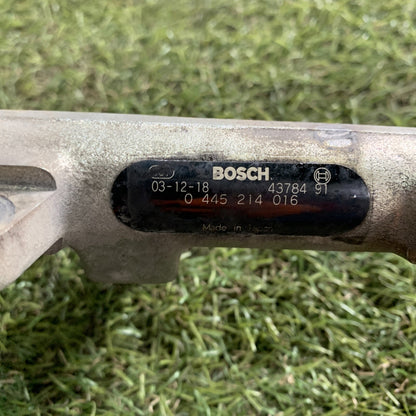 BOSCH
03-12-18 43784 91
0 445 214 016
Made in Japan